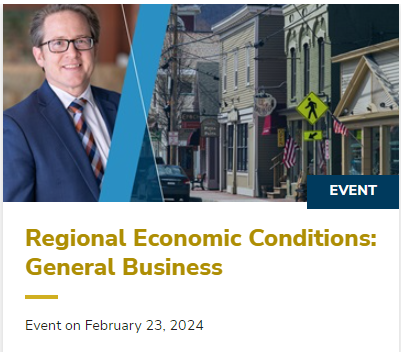 EVENT
Regional Economic Conditions:
General Business
Event on February 23, 2024